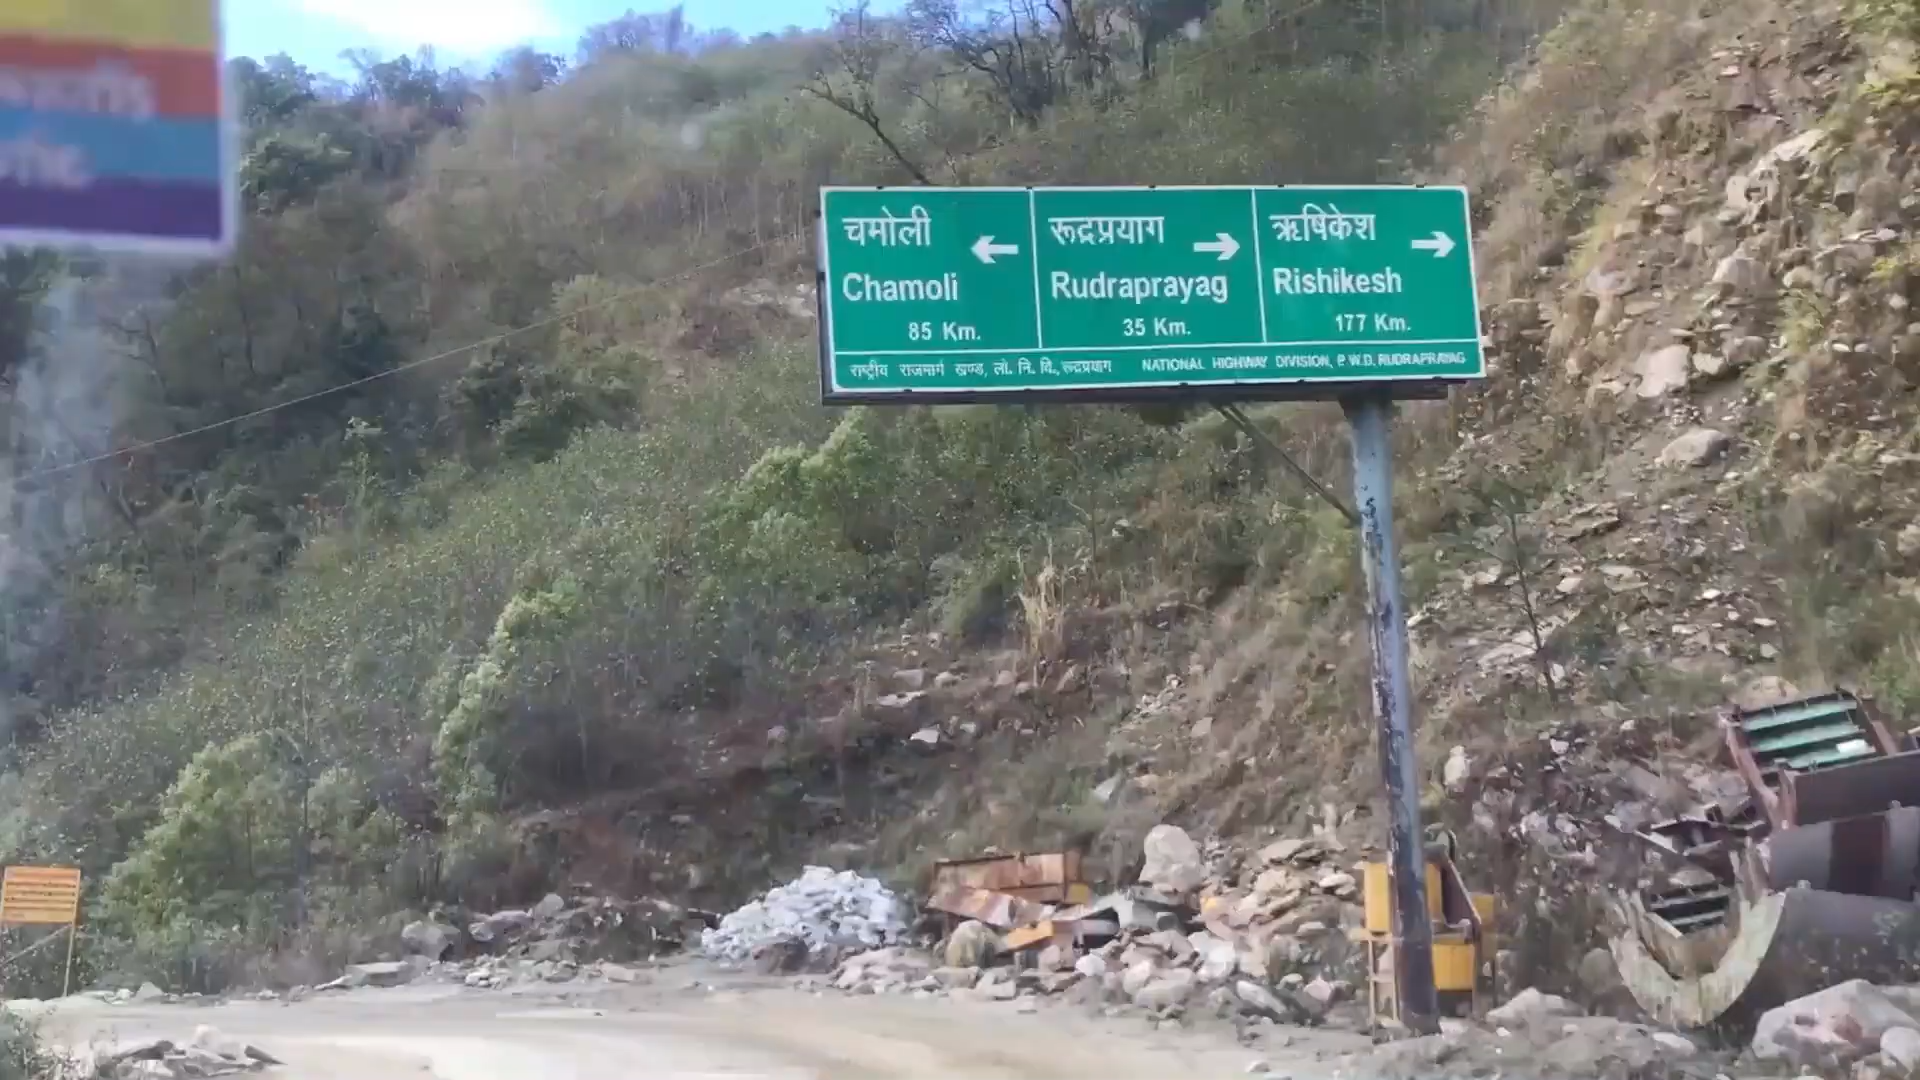 चमोली
Chamoli
85 Km.
रूद्रप्रयाग
Rudraprayag
35 Km.
ऋषिकेश
Rishikesh
177 Km.
राष्ट्रीय राजमार्ग खण्ड, लो. नि. वि., रूद्रप्रयाग
NATIONAL HIGHWAY DIVISION, P.W.D. RUDRAPRAYAG